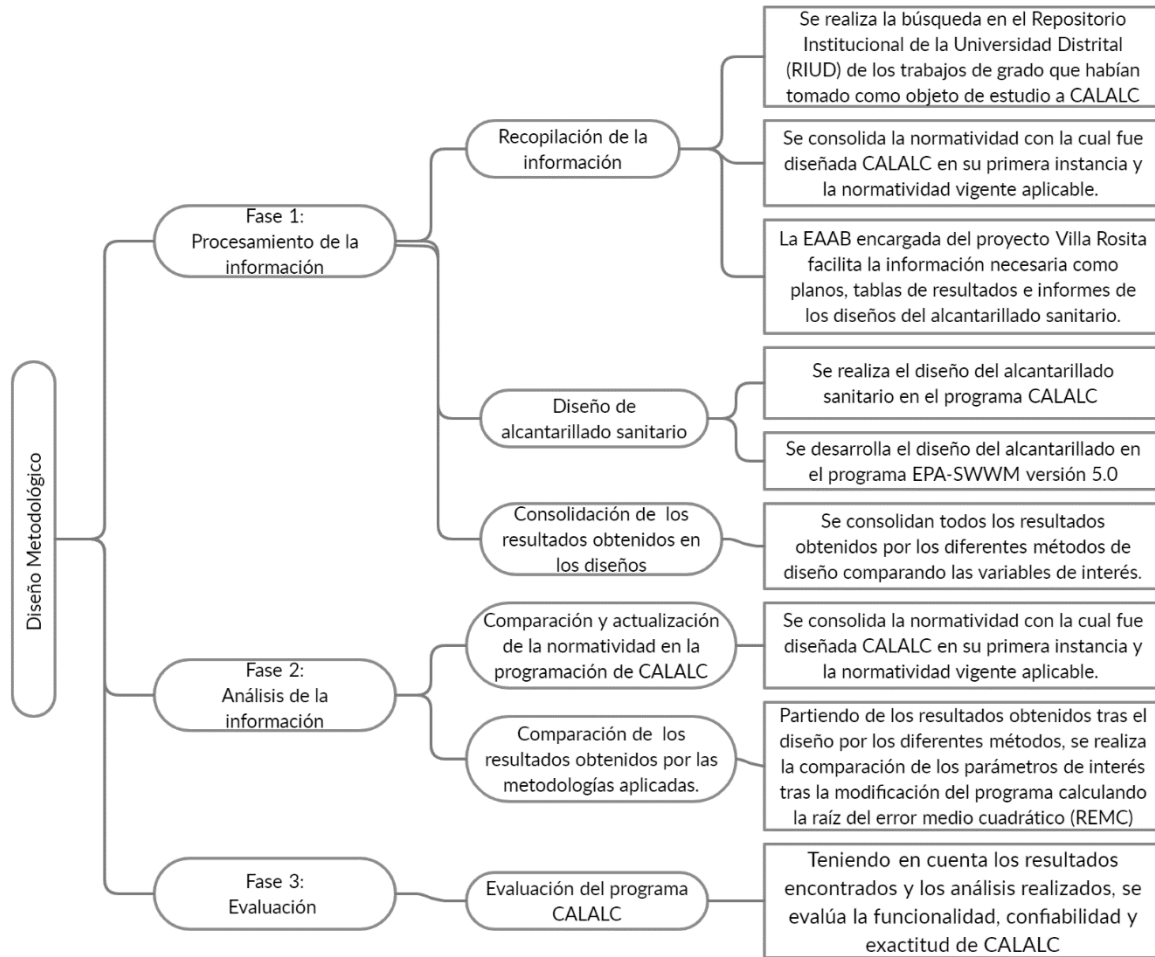 Diseño Metodológico
Fase 1:
Procesamiento de la
información
Recopilación de la
información
Se realiza la búsqueda en el Repositorio
Institucional de la Universidad Distrital
(RIUD) de los trabajos de grado que habían
tomado como objeto de estudio a CALALC
Se consolida la normatividad con la cual fue
diseñada CALALC en su primera instancia y
la normatividad vigente aplicable.
La EAAB encargada del proyecto Villa Rosita
facilita la información necesaria como
planos, tablas de resultados e informes de
los diseños del alcantarillado sanitario.
Diseño de
alcantarillado sanitario
Se realiza el diseño del alcantarillado
sanitario en el programa CALALC
Se desarrolla el diseño del alcantarillado en
el programa EPA-SWWM versión 5.0
Consolidación de los
resultados obtenidos en
los diseños
Se consolidan todos los resultados
obtenidos por los diferentes métodos de
diseño comparando las variables de interés.
Fase 2:
Análisis de la
información
Comparación y actualización
de la normatividad en la
programación de CALALC
Se consolida la normatividad con la cual fue
diseñada CALALC en su primera instancia y
la normatividad vigente aplicable.
Comparación de los
resultados obtenidos por las
metodologías aplicadas.
Partiendo de los resultados obtenidos tras el
diseño por los diferentes métodos, se realiza
la comparación de los parámetros de interés
tras la modificación del programa calculando
la raíz del error medio cuadrático (REMC)
Fase 3:
Evaluación
Evaluación del programa
CALALC
Teniendo en cuenta los resultados
encontrados y los análisis realizados, se
evalúa la funcionalidad, confiabilidad y
exactitud de CALALC